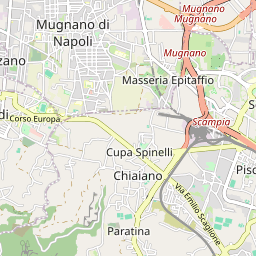 Mugnano di
Napoli
Mugnano
Mugnano
zano
Mugnano
Masseria Epitaffio
di
Corso Europa
Scampia
Cupa Spinelli
Chiaiano
Pisc
Via Emilio Scaglione
Paratina